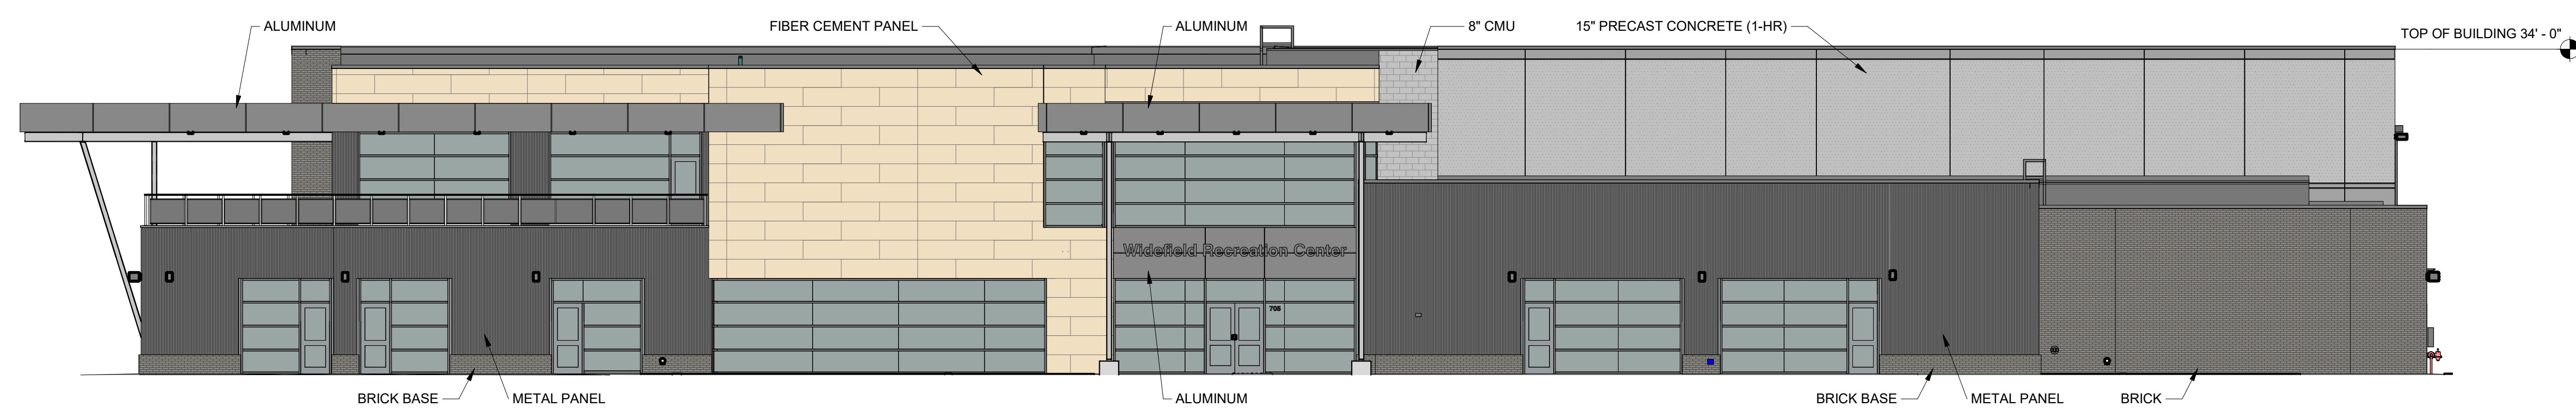 ALUMINUM
FIBER CEMENT PANEL
ALUMINUM
8" CMU
15" PRECAST CONCRETE (1-HR)
TOP OF BUILDING 34' - 0"
Widefield Recreation Center
705
BRICK BASE
METAL PANEL
ALUMINUM
BRICK BASE
METAL PANEL
BRICK